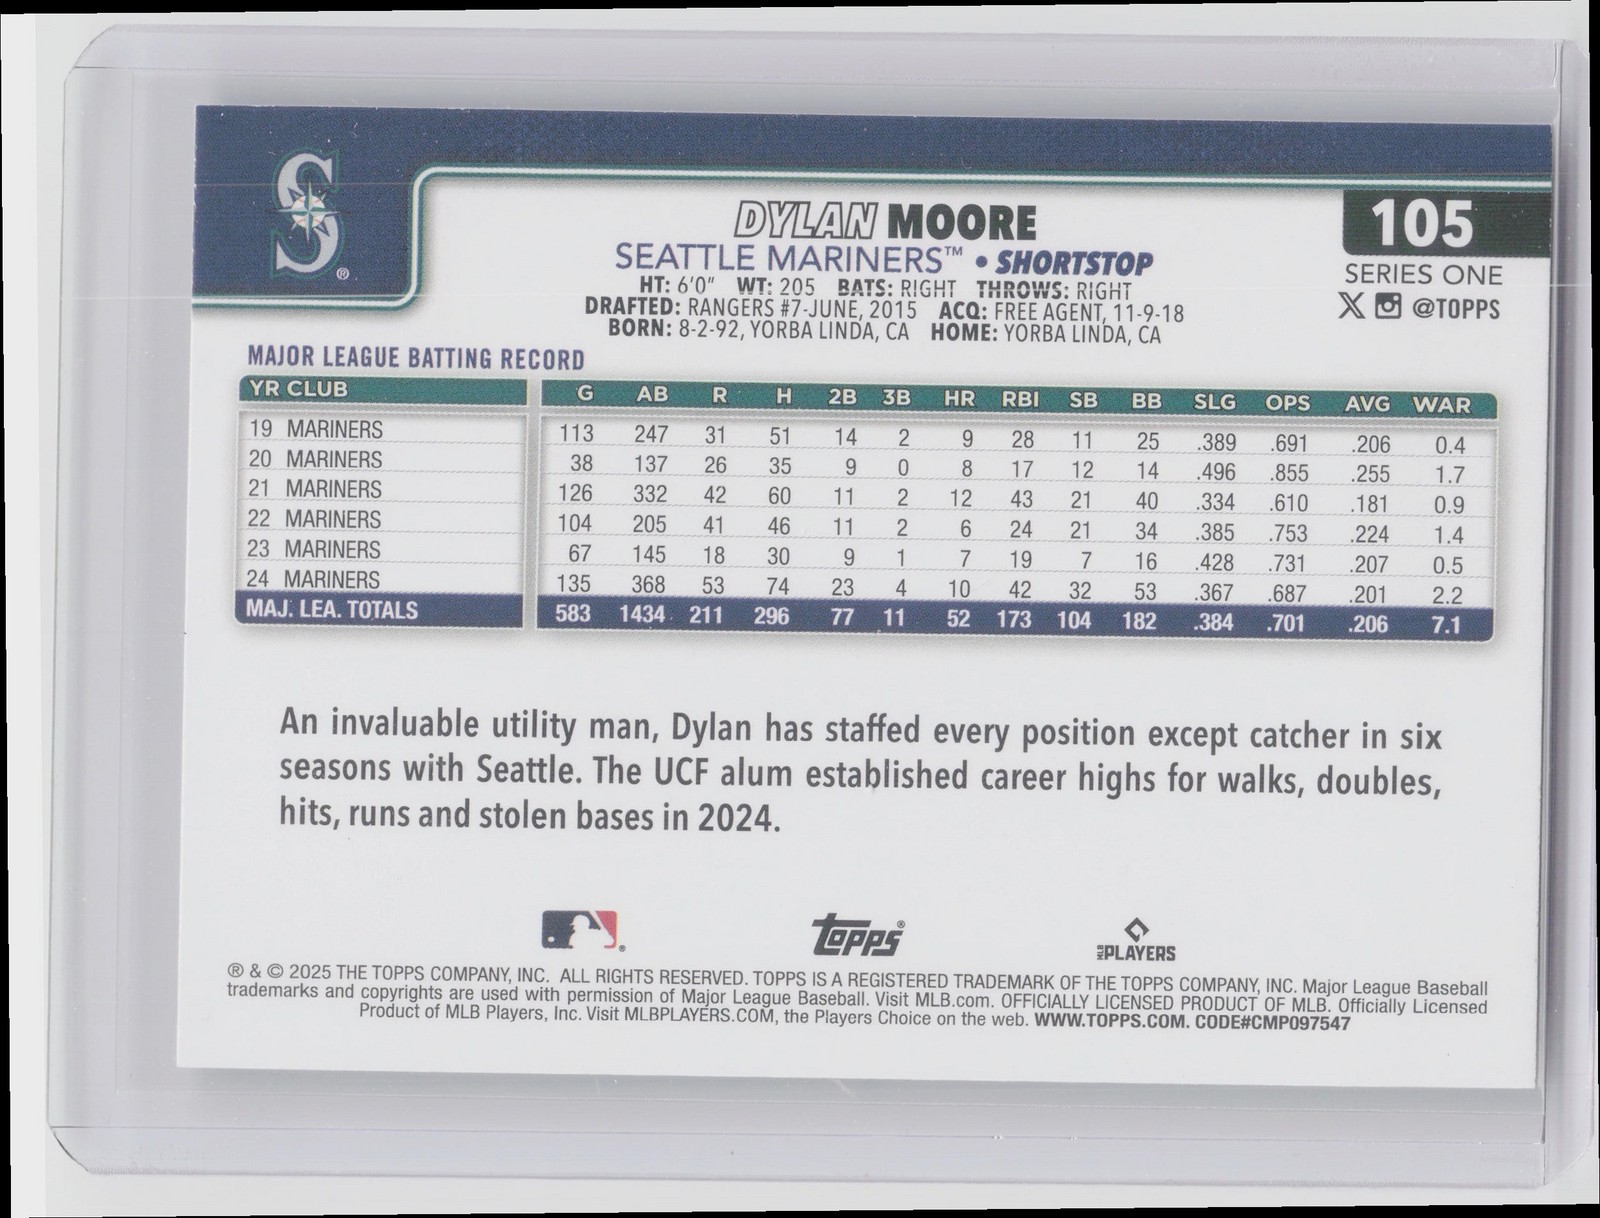 S
®
DYLAN MOORE
SEATTLE MARINERS™ • SHORTSTOP
HT: 6'0" WT: 205 BATS: RIGHT THROWS: RIGHT
DRAFTED: RANGERS #7-JUNE, 2015 ACQ: FREE AGENT, 11-9-18
BORN: 8-2-92, YORBA LINDA, CA HOME: YORBA LINDA, CA
105
SERIES ONE
X @TOPPS
MAJOR LEAGUE BATTING RECORD
YR CLUB G AB R H 2B 3B HR RBI SB BB SLG OPS AVG WAR
19 MARINERS 113 247 31 51 14 2 9 28 11 25 .389 .691 .206 0.4
20 MARINERS 38 137 26 35 9 0 8 17 12 14 .496 .855 .255 1.7
21 MARINERS 126 332 42 60 11 2 12 43 21 40 .334 .610 .181 0.9
22 MARINERS 104 205 41 46 11 2 6 24 21 34 .385 .753 .224 1.4
23 MARINERS 67 145 18 30 9 1 7 19 7 16 .428 .731 .207 0.5
24 MARINERS 135 368 53 74 23 4 10 42 32 53 .367 .687 .201 2.2
MAJ. LEA. TOTALS 583 1434 211 296 77 11 52 173 104 182 .384 .701 .206 7.1
An invaluable utility man, Dylan has staffed every position except catcher in six
seasons with Seattle. The UCF alum established career highs for walks, doubles,
hits, runs and stolen bases in 2024.
Topps®
MLB PLAYERS
® & © 2025 THE TOPPS COMPANY, INC. ALL RIGHTS RESERVED. TOPPS IS A REGISTERED TRADEMARK OF THE TOPPS COMPANY, INC. Major League Baseball
trademarks and copyrights are used with permission of Major League Baseball. Visit MLB.com. OFFICIALLY LICENSED PRODUCT OF MLB. Officially Licensed
Product of MLB Players, Inc. Visit MLBPLAYERS.COM, the Players Choice on the web. WWW.TOPPS.COM. CODE#CMP097547